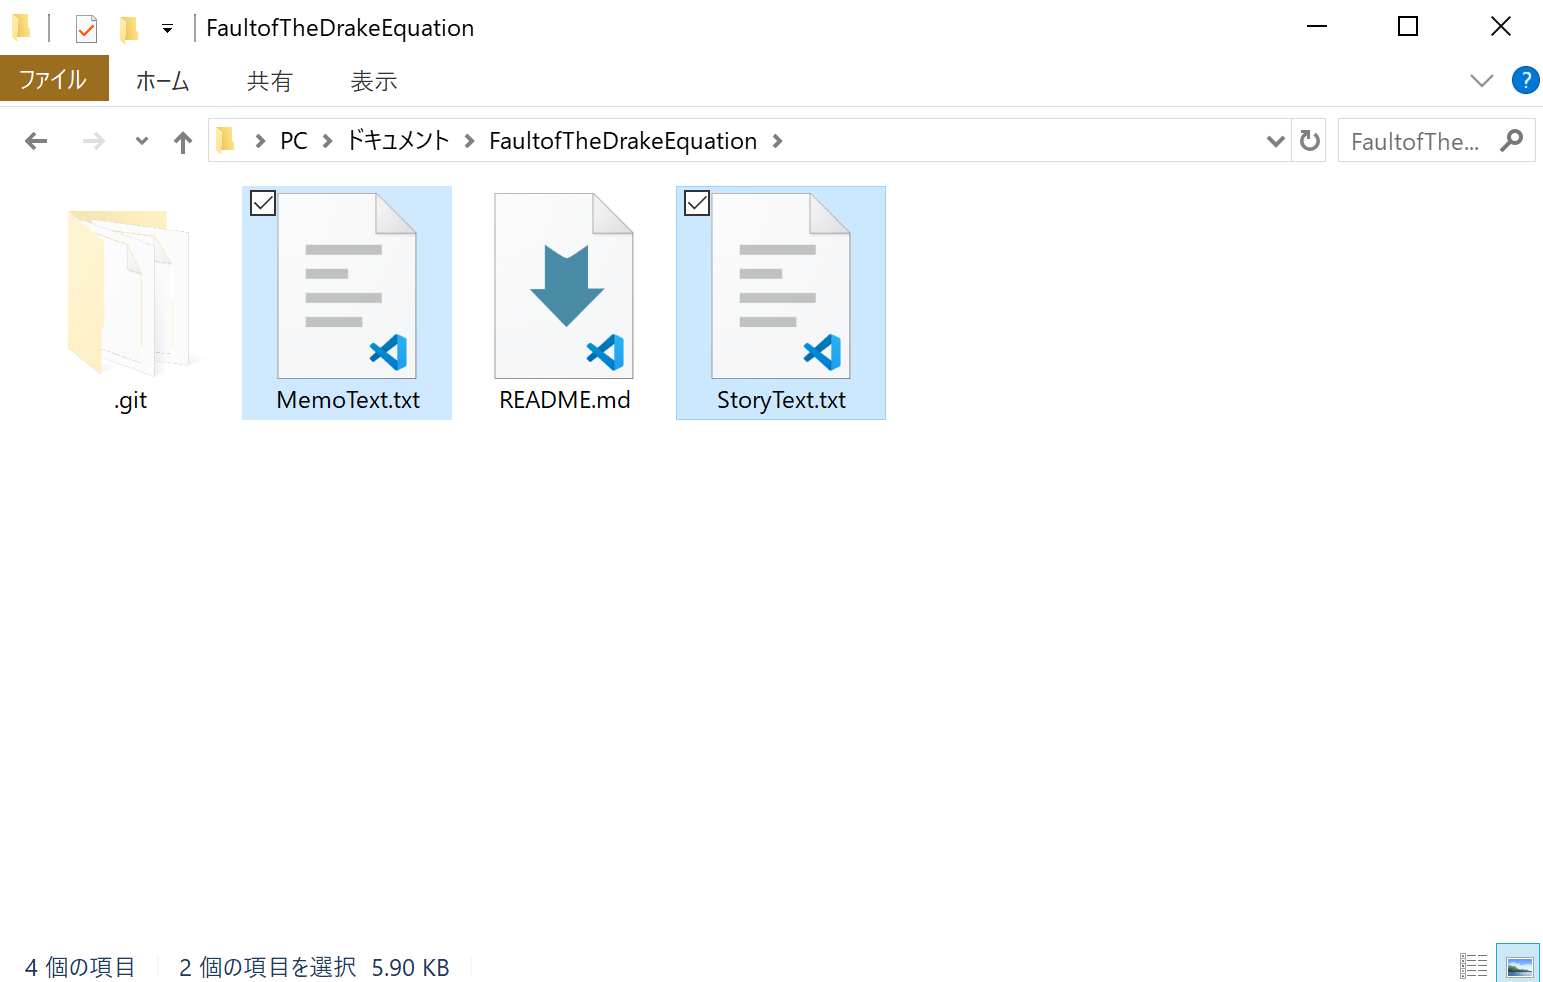 FaultofTheDrakeEquation
ファイル ホーム 共有 表示 ?
PC ドキュメント FaultofTheDrakeEquation FaultofThe...
.git MemoText.txt README.md StoryText.txt
4 個の項目 2 個の項目を選択 5.90 KB